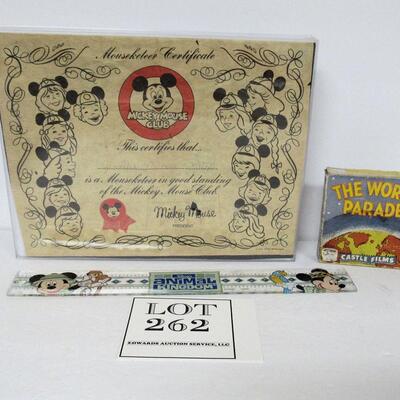 Mouseketeer Certificate
MICKEY MOUSE
CLUB
This certifies that...
is a Mouseketeer in good standing
of the Mickey Mouse Club.
Mickey Mouse
PRESIDENT
THE WOR
PARADE
CASTLE FILMS
ANIMAL
KINGDOM
LOT
262
EDWARDS AUCTION SERVICE, LLC